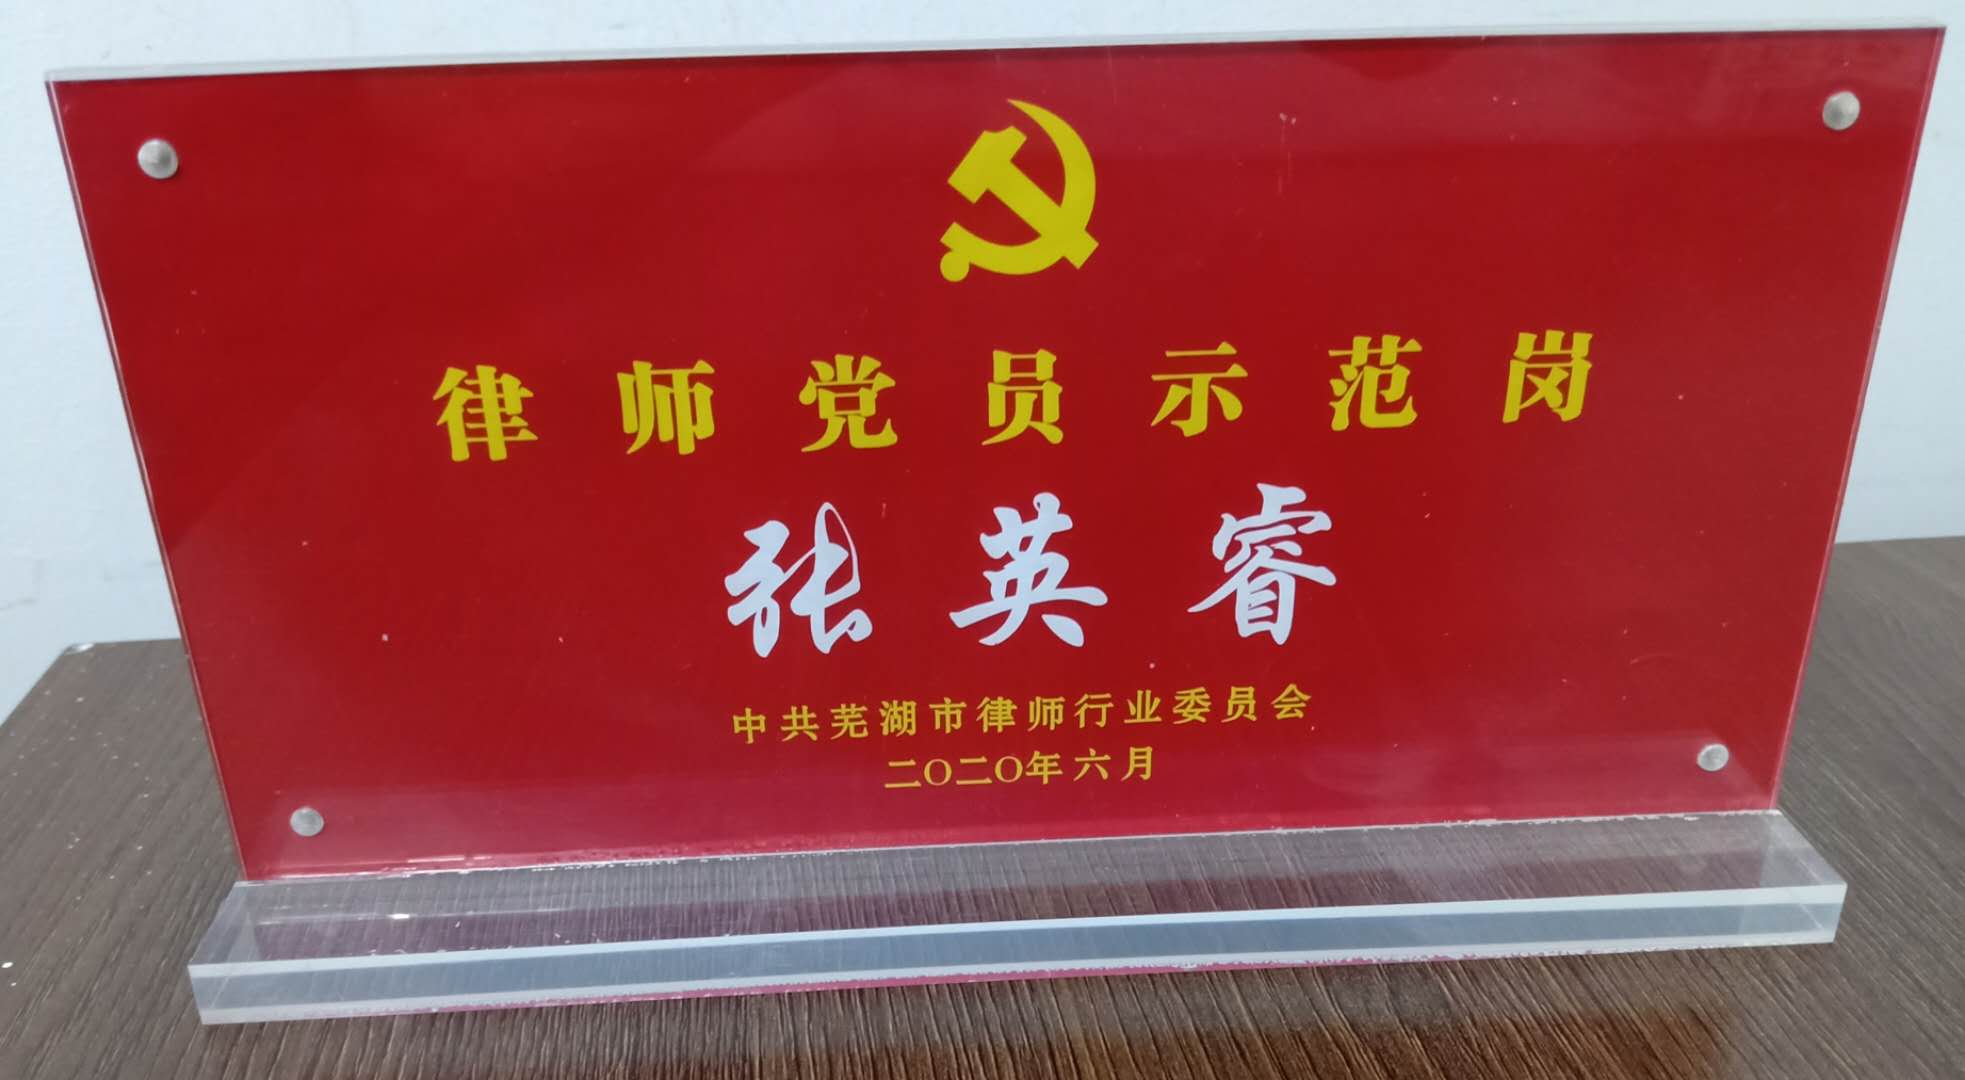 律师党员示范岗
张英睿
中共芜湖市律师行业委员会
二〇二〇年六月